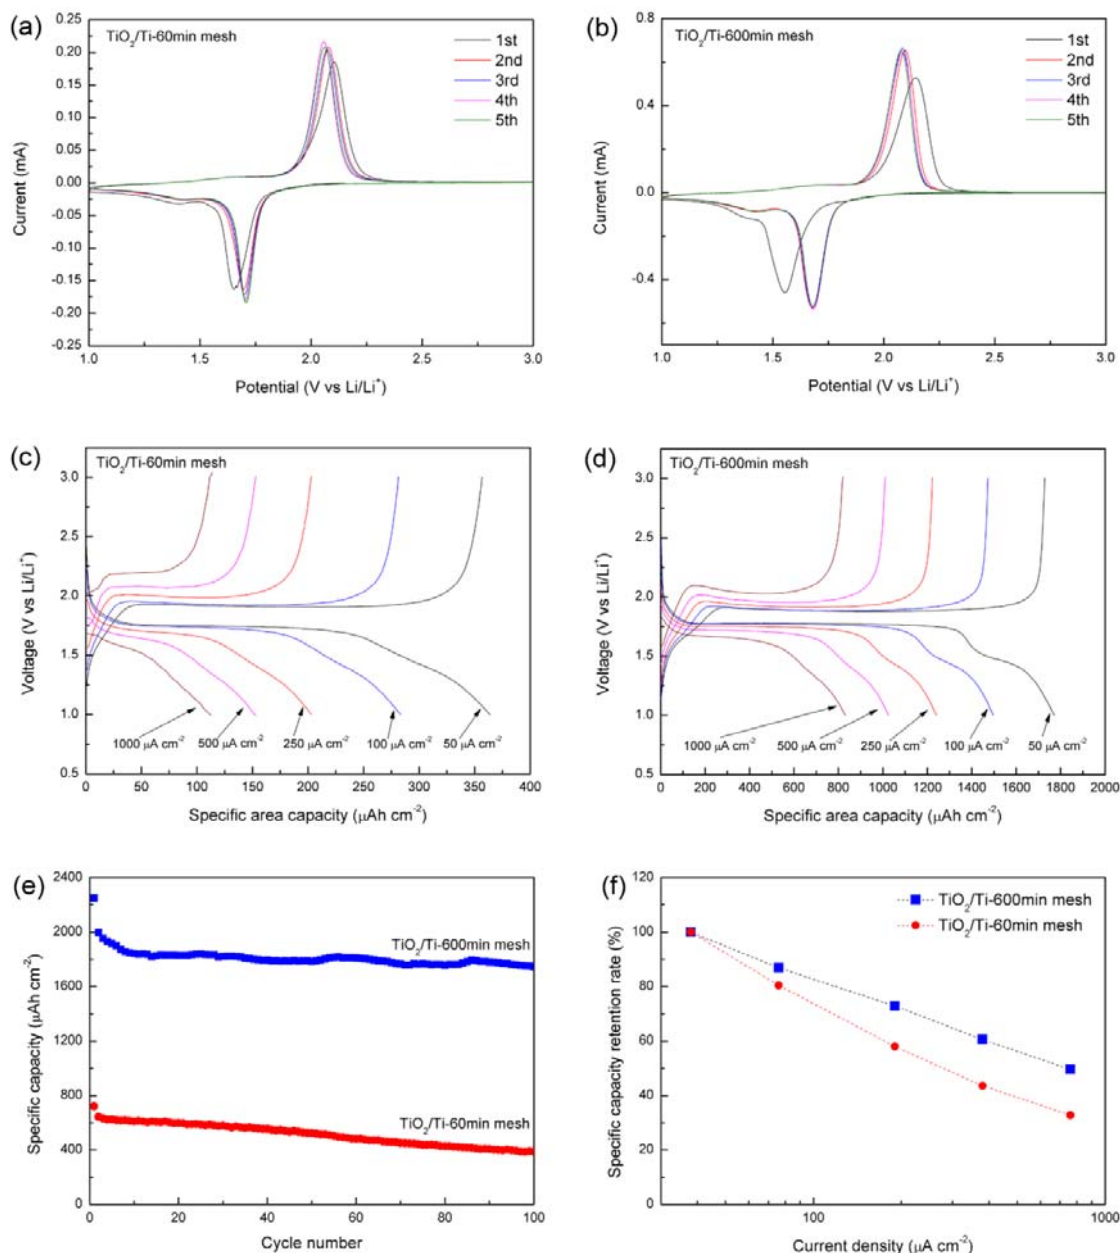 (a)
TiO₂/Ti-60min mesh
1st
2nd
3rd
4th
5th
0.25
0.20
0.15
0.10
0.05
0.00
-0.05
-0.10
-0.15
-0.20
-0.25
Current (mA)
1.0 1.5 2.0 2.5 3.0
Potential (V vs Li/Li⁺)
(b)
TiO₂/Ti-600min mesh
1st
2nd
3rd
4th
5th
0.8
0.4
0.0
-0.4
Current (mA)
1.0 1.5 2.0 2.5 3.0
Potential (V vs Li/Li⁺)
(c)
TiO₂/Ti-60min mesh
3.0
2.5
2.0
1.5
1.0
0.5
Voltage (V vs Li/Li⁺)
1000 μA cm⁻² 500 μA cm⁻² 250 μA cm⁻² 100 μA cm⁻² 50 μA cm⁻²
0 50 100 150 200 250 300 350 400
Specific area capacity (μAh cm⁻²)
(d)
TiO₂/Ti-600min mesh
3.0
2.5
2.0
1.5
1.0
0.5
Voltage (V vs Li/Li⁺)
1000 μA cm⁻² 500 μA cm⁻² 250 μA cm⁻² 100 μA cm⁻² 50 μA cm⁻²
0 200 400 600 800 1000 1200 1400 1600 1800 2000
Specific area capacity (μAh cm⁻²)
(e)
2400
2000
1600
1200
800
400
0
Specific capacity (μAh cm⁻²)
TiO₂/Ti-600min mesh
TiO₂/Ti-60min mesh
0 20 40 60 80 100
Cycle number
(f)
120
100
80
60
40
20
0
Specific capacity retention rate (%)
TiO₂/Ti-600min mesh
TiO₂/Ti-60min mesh
100 1000
Current density (μA cm⁻²)